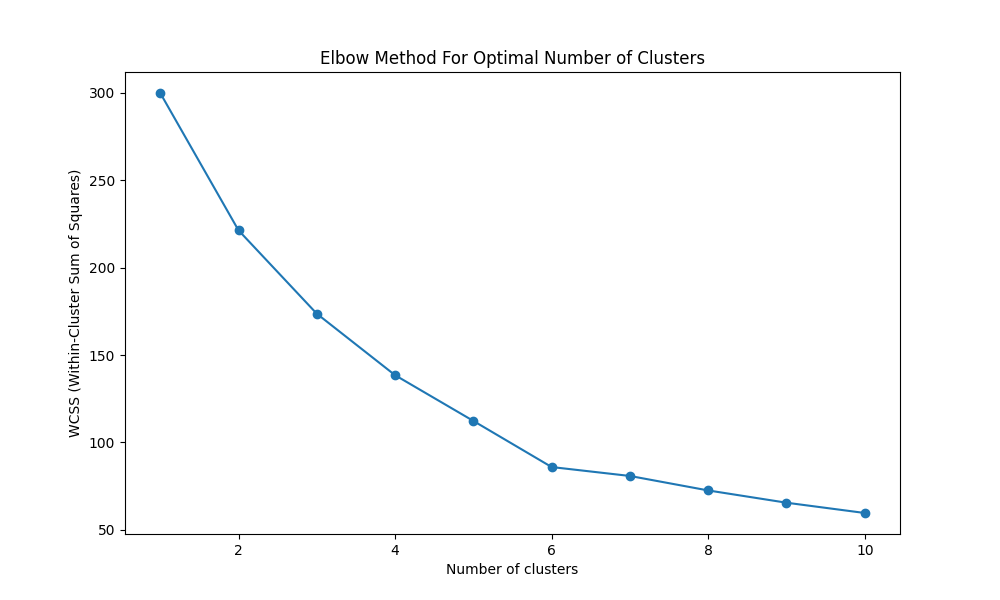 Elbow Method For Optimal Number of Clusters
300
250
200
150
100
50
WCSS (Within-Cluster Sum of Squares)
2 4 6 8 10
Number of clusters